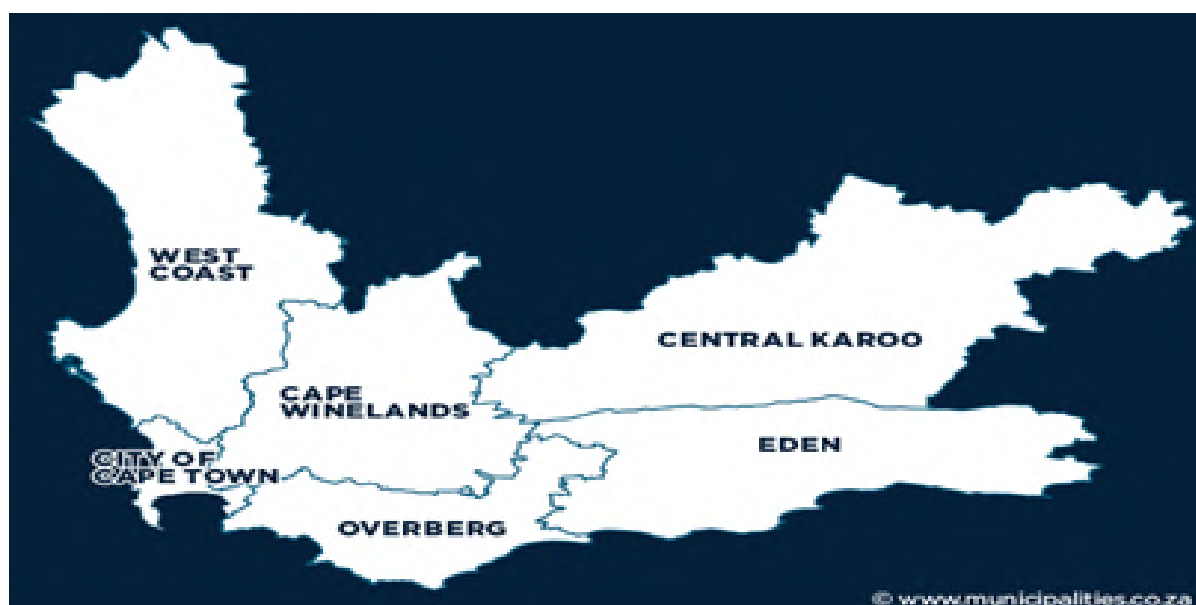 WEST
COAST
CENTRAL KAROO
CAPE
WINELANDS
EDEN
CITY OF
CAPE TOWN
OVERBERG
© www.municipalities.co.za